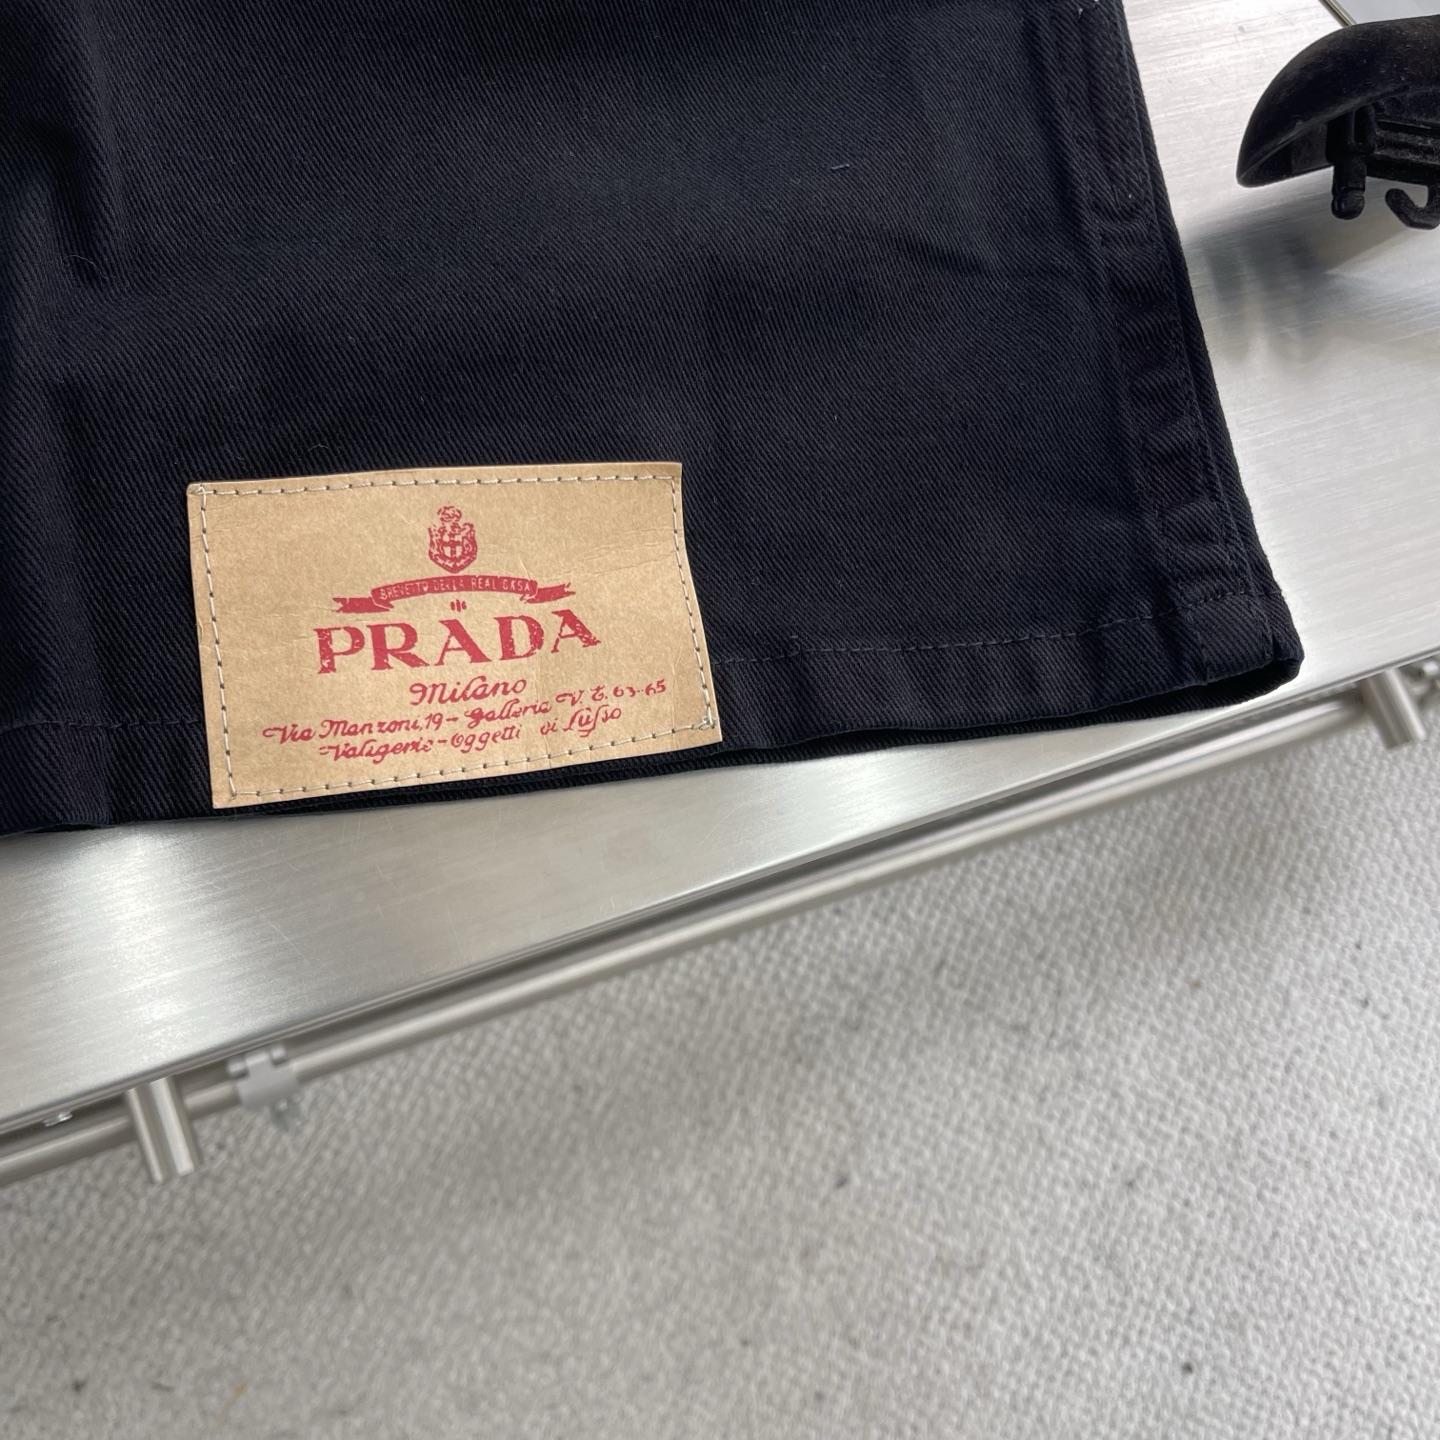 BREVETTO DELLA REAL CASA
PRADA
Milano
Via Manzoni, 19 - Galleria V. E. 63-65
Valigerie - Oggetti di Lusso